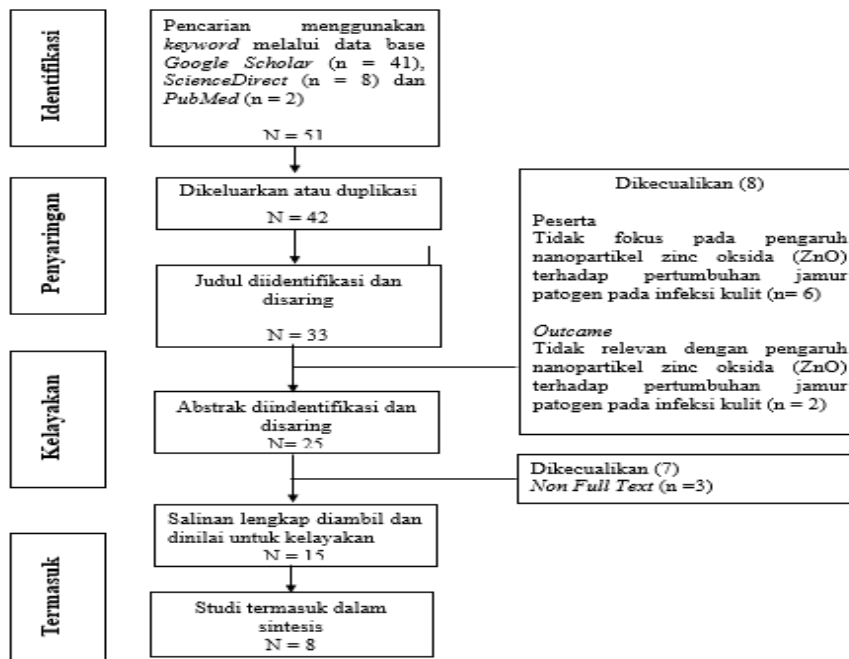 Identifikasi
Pencarian menggunakan
keyword melalui data base
Google Scholar (n = 41),
ScienceDirect (n = 8) dan
PubMed (n = 2)
N = 51
Penyaringan
Dikeluarkan atau duplikasi
N = 42
Judul diidentifikasi dan
disaring
N = 33
Dikecualikan (8)
Peserta
Tidak fokus pada pengaruh
nanopartikel zinc oksida (ZnO)
terhadap pertumbuhan jamur
patogen pada infeksi kulit (n= 6)
Outcame
Tidak relevan dengan pengaruh
nanopartikel zinc oksida (ZnO)
terhadap pertumbuhan jamur
patogen pada infeksi kulit (n = 2)
Kelayakan
Abstrak diindentifikasi dan
disaring
N= 25
Dikecualikan (7)
Non Full Text (n =3)
Salinan lengkap diambil dan
dinilai untuk kelayakan
N = 15
Termasuk
Studi termasuk dalam
sintesis
N = 8